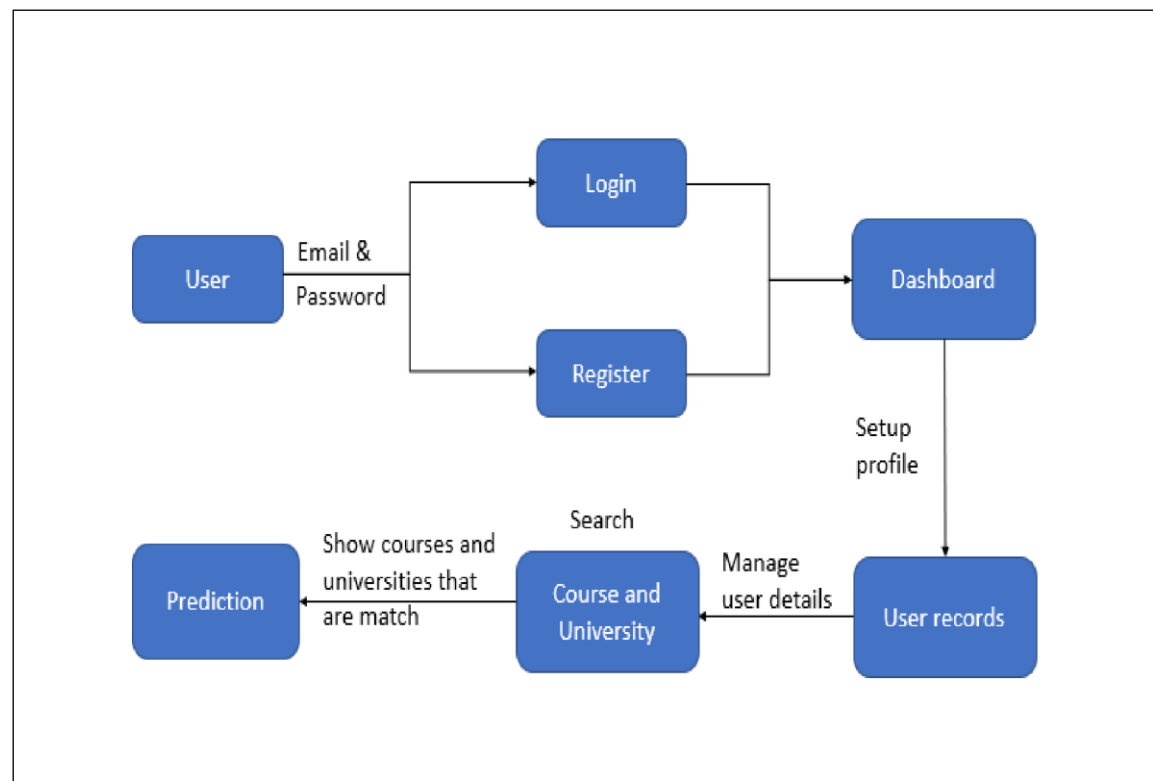 Login
User
Email &
Password
Dashboard
Register
Setup
profile
Search
Prediction
Show courses and
universities that
are match
Course and
University
Manage
user details
User records